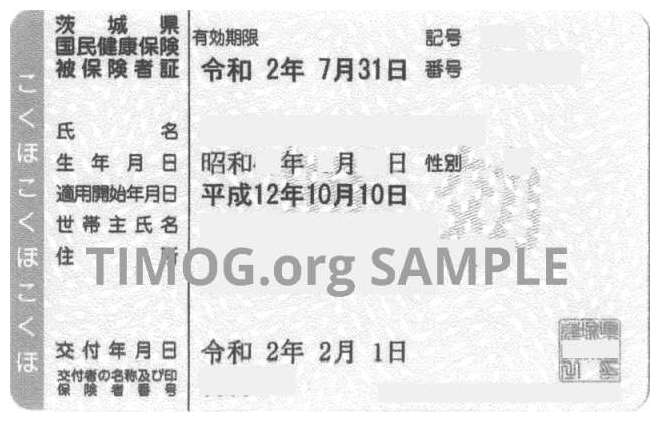 茨城県
国民健康保険
被保険者証
有効期限
令和 2年 7月31日
記号
番号
こくほこくほこくほ
氏名
生年月日 昭和 年 月 日 性別
適用開始年月日 平成12年10月10日
世帯主氏名
住所
TIMOG.org SAMPLE
交付年月日 令和 2年 2月 1日
交付者の名称及び印
保険者番号